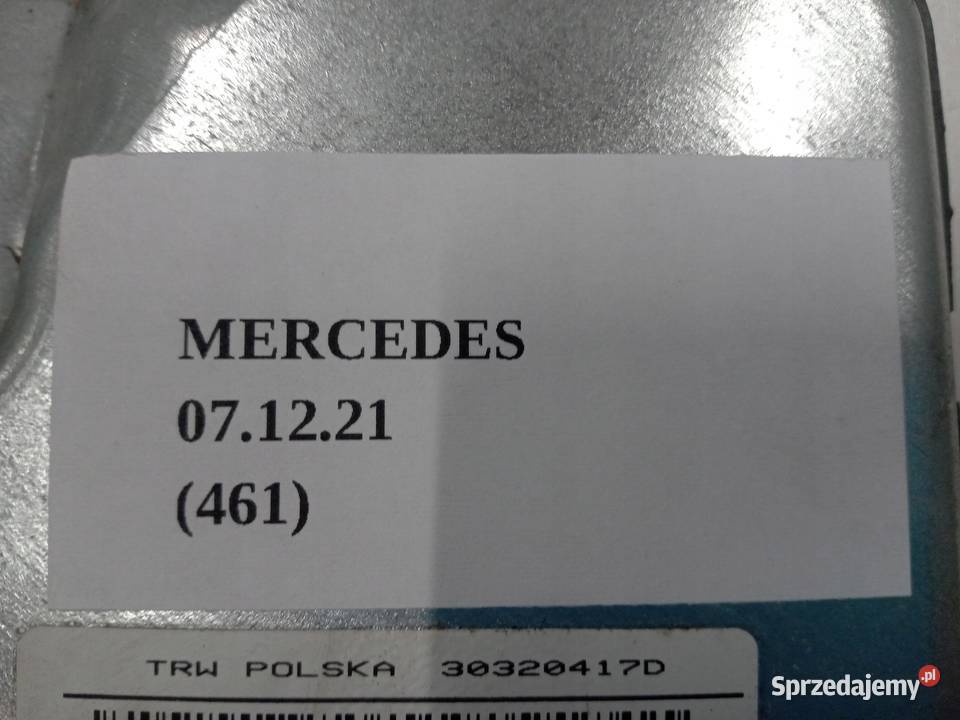 MERCEDES
07.12.21
(461)
TRW POLSKA 30320417D
Sprzedajemy.pl